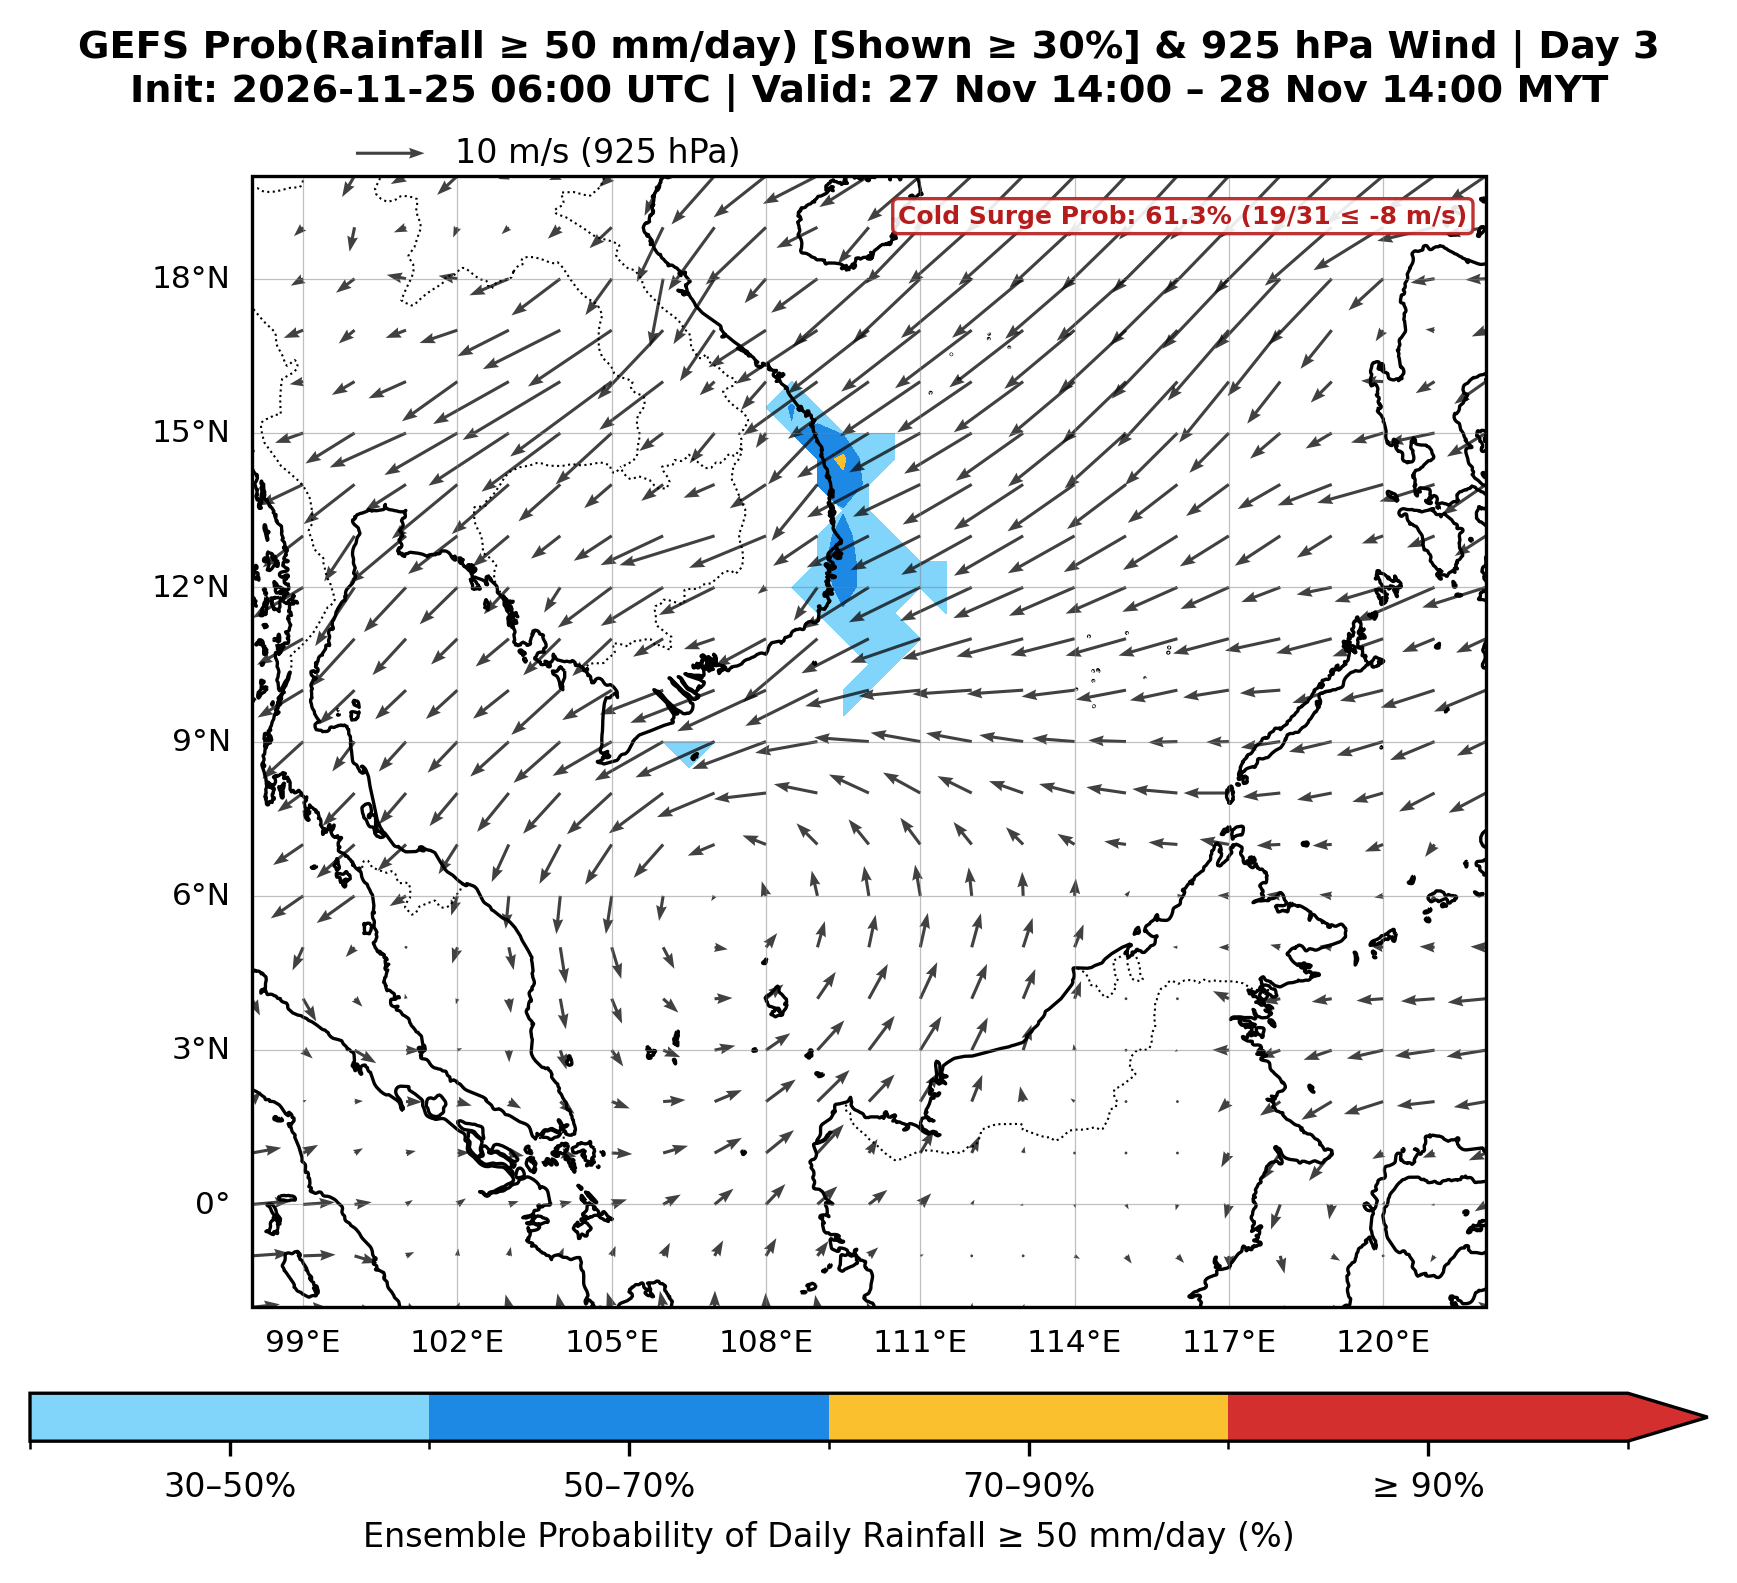 GEFS Prob(Rainfall ≥ 50 mm/day) [Shown ≥ 30%] & 925 hPa Wind | Day 3
Init: 2026-11-25 06:00 UTC | Valid: 27 Nov 14:00 – 28 Nov 14:00 MYT
10 m/s (925 hPa)
Cold Surge Prob: 61.3% (19/31 ≤ -8 m/s)
18°N
15°N
12°N
9°N
6°N
3°N
0°
99°E 102°E 105°E 108°E 111°E 114°E 117°E 120°E
30–50% 50–70% 70–90% ≥ 90%
Ensemble Probability of Daily Rainfall ≥ 50 mm/day (%)